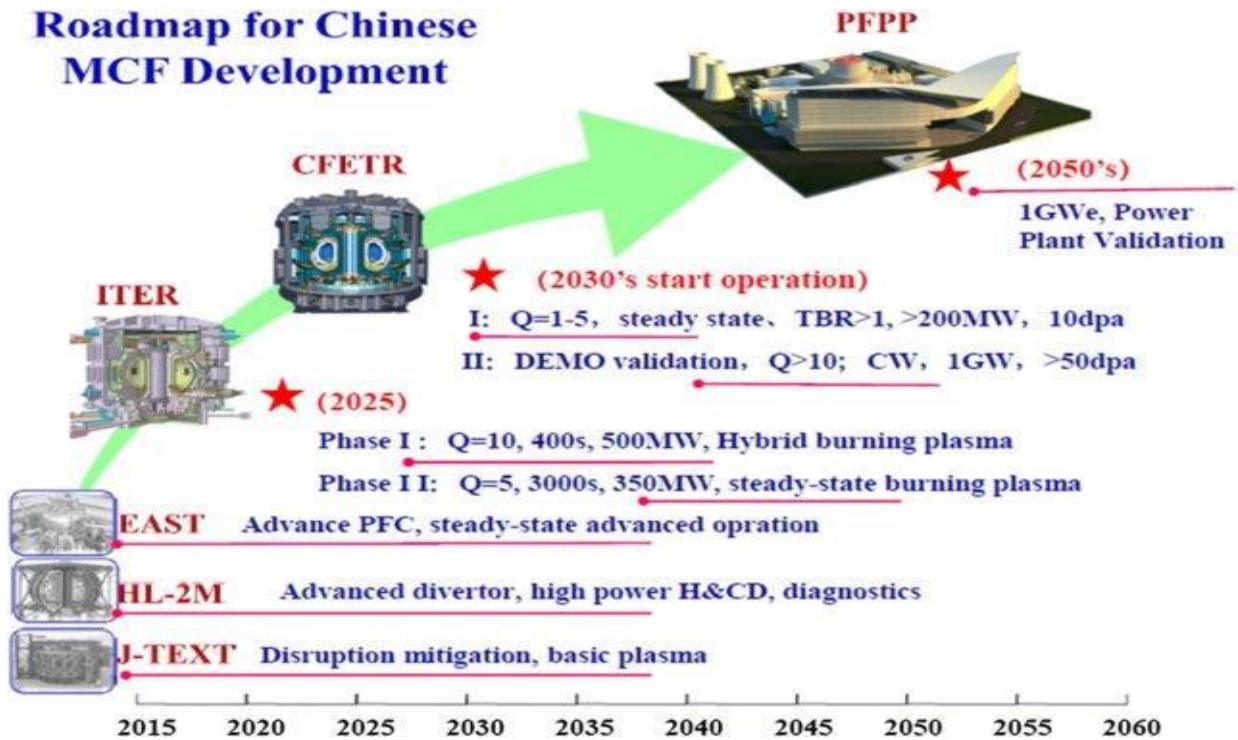 Roadmap for Chinese
MCF Development
PFPP
CFETR
(2050's)
1GWe, Power
Plant Validation
ITER
(2030's start operation)
I: Q=1-5, steady state、TBR>1, >200MW, 10dpa
II: DEMO validation, Q>10; CW, 1GW, >50dpa
(2025)
Phase I : Q=10, 400s, 500MW, Hybrid burning plasma
Phase I I: Q=5, 3000s, 350MW, steady-state burning plasma
EAST Advance PFC, steady-state advanced opration
HL-2M Advanced divertor, high power H&CD, diagnostics
J-TEXT Disruption mitigation, basic plasma
2015 2020 2025 2030 2035 2040 2045 2050 2055 2060